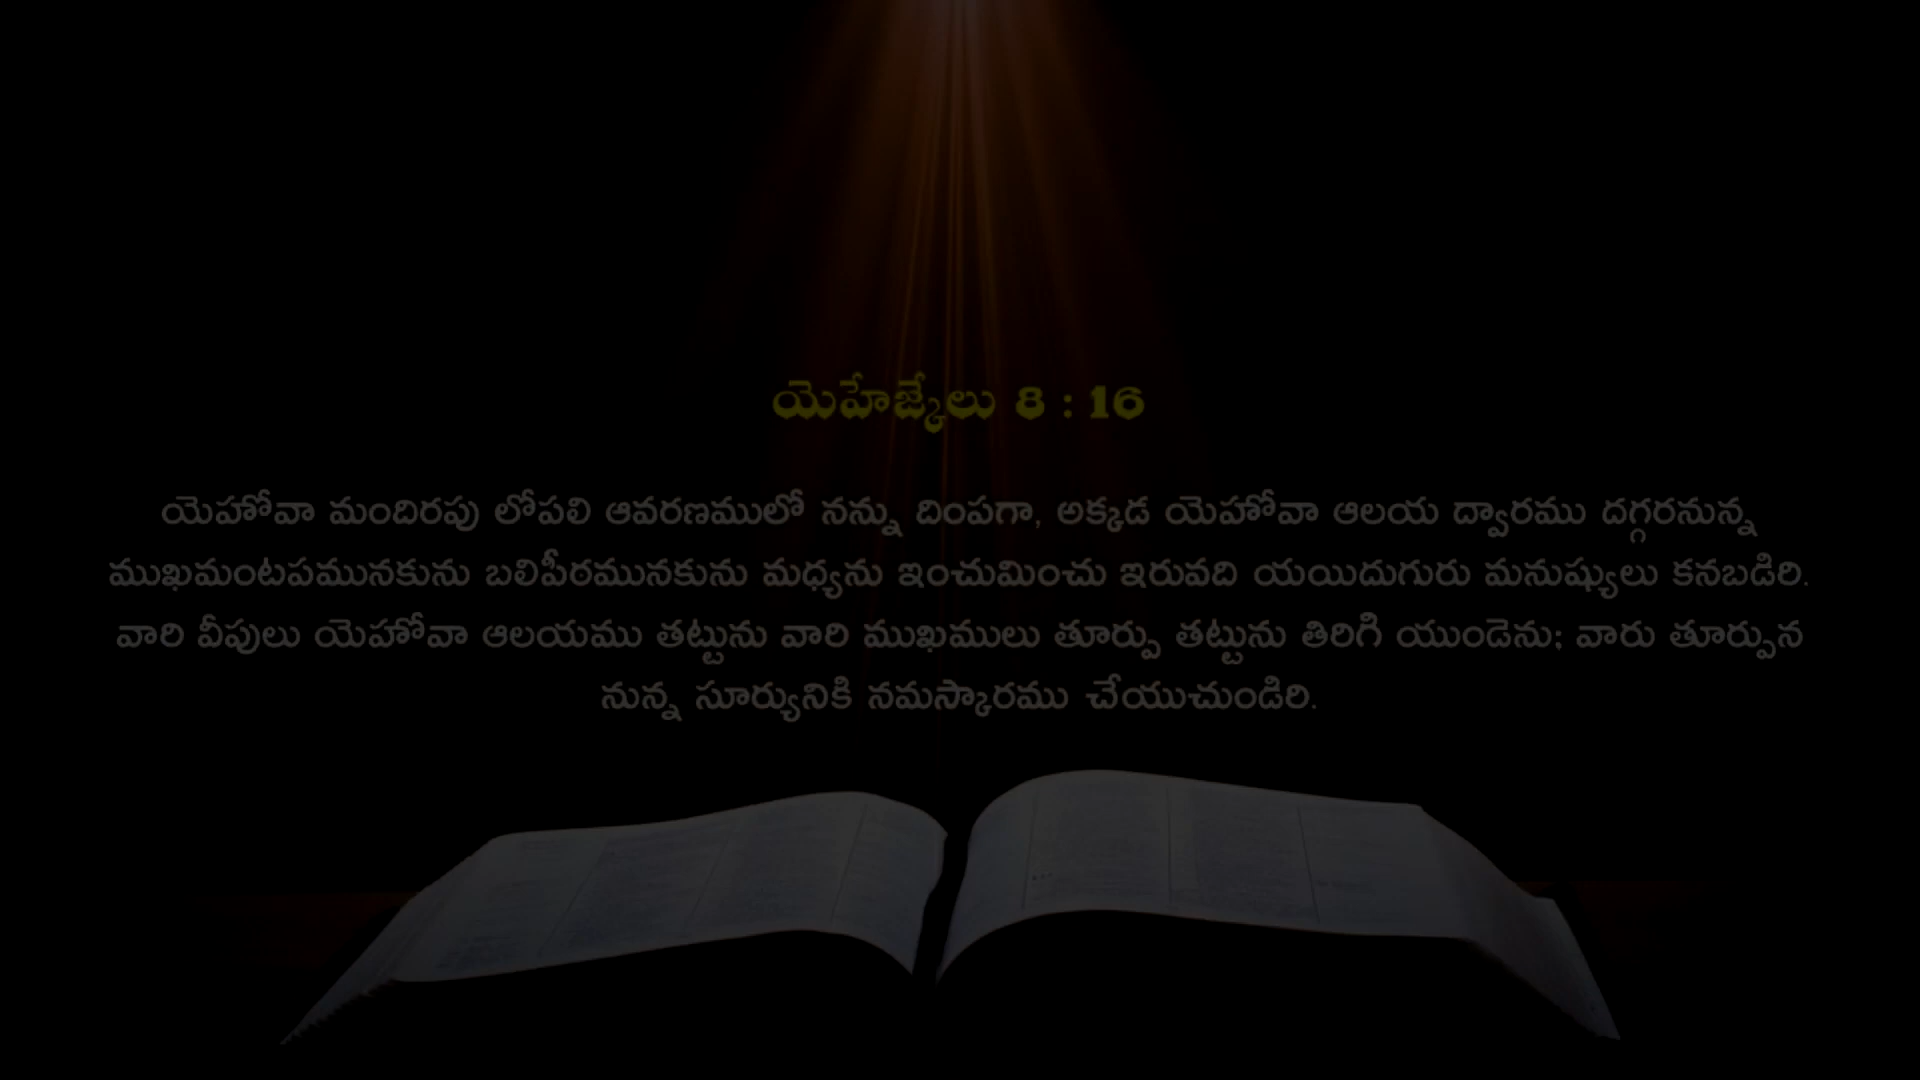 యెహేజ్కేలు 8 : 16
యెహోవా మందిరపు లోపలి ఆవరణములో నన్ను దింపగా, అక్కడ యెహోవా ఆలయ ద్వారము దగ్గరనున్న
ముఖమంటపమునకును బలిపీఠమునకును మధ్యను ఇంచుమించు ఇరువది యయిదుగురు మనుష్యులు కనబడిరి.
వారి వీపులు యెహోవా ఆలయము తట్టును వారి ముఖములు తూర్పు తట్టును తిరిగి యుండెను; వారు తూర్పున
నున్న సూర్యునికి నమస్కారము చేయుచుండిరి.